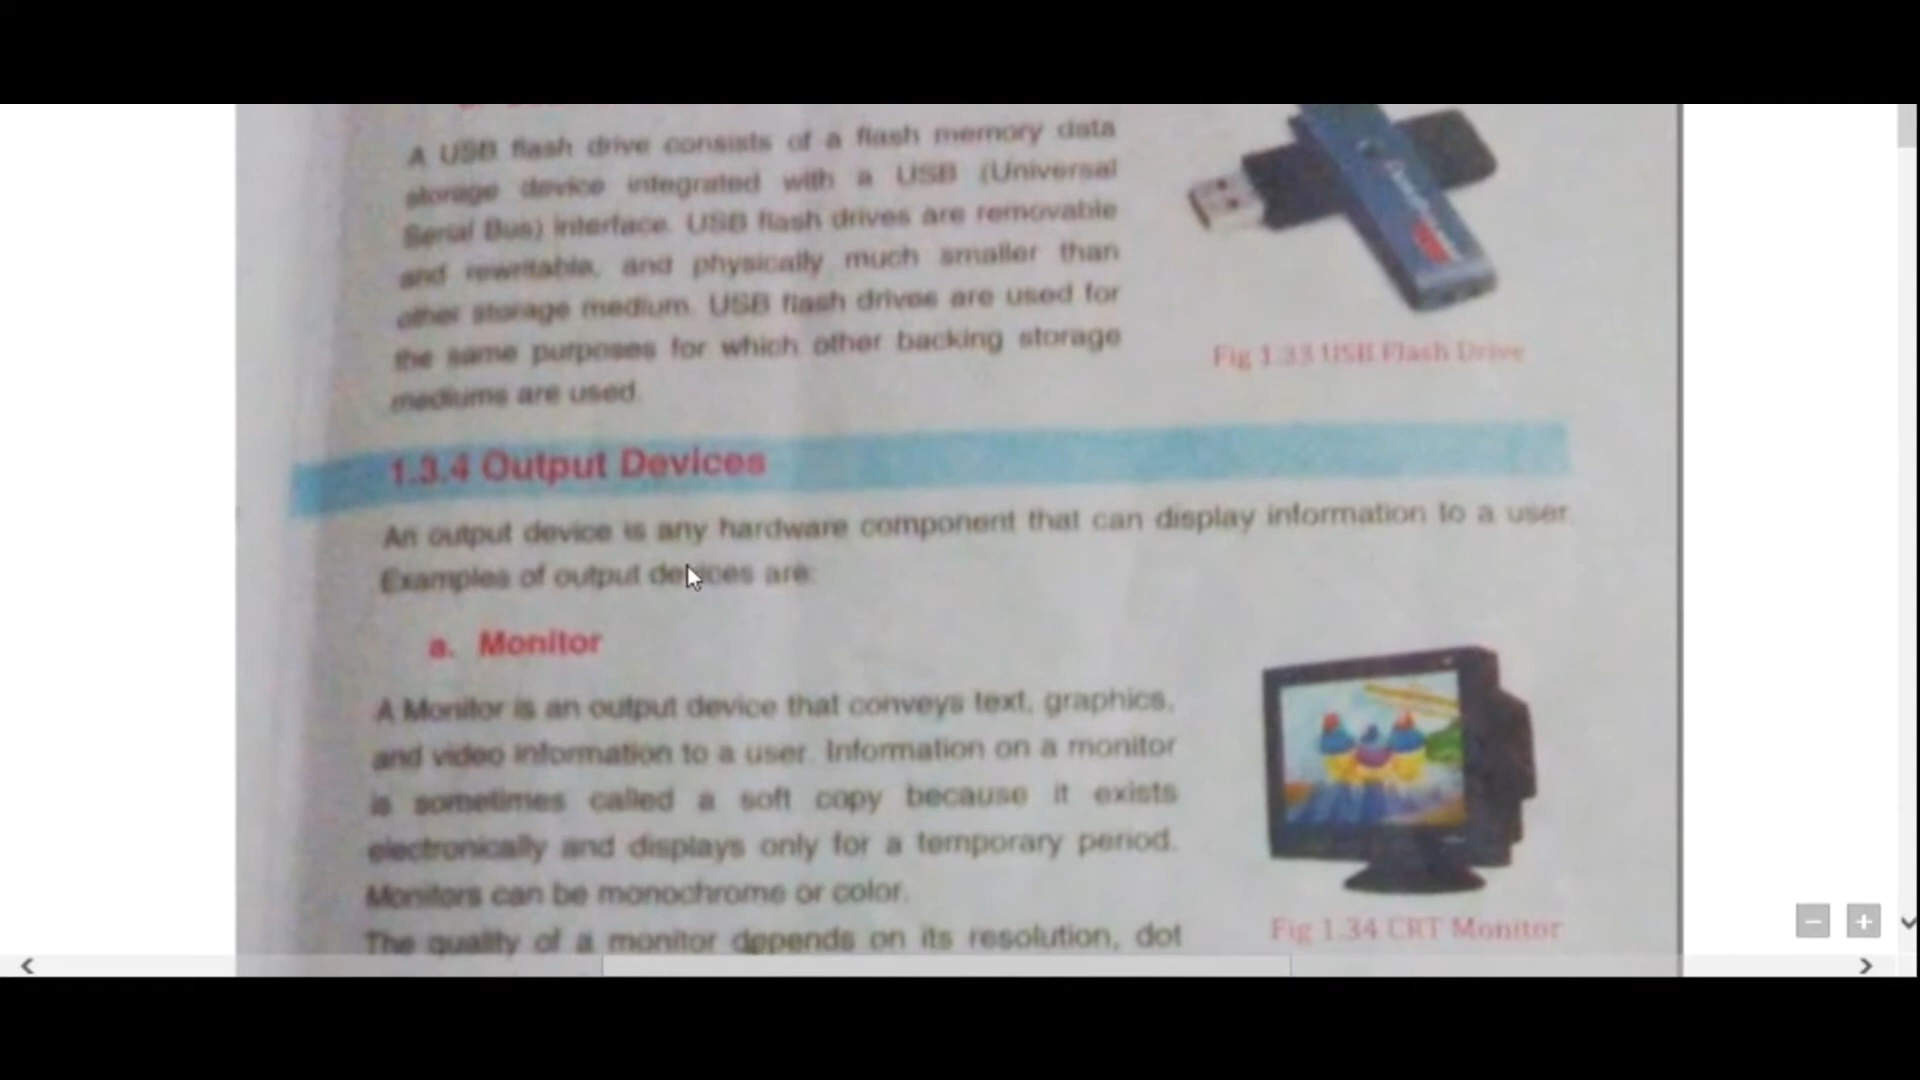 A USB flash drive consists of a flash memory data
storage device integrated with a USB (Universal
Serial Bus) interface. USB flash drives are removable
and rewritable, and physically much smaller than
other storage medium. USB flash drives are used for
the same purposes for which other backing storage
mediums are used.
Fig 1.33 USB Flash Drive
1.3.4 Output Devices
An output device is any hardware component that can display information to a user.
Examples of output devices are:
a. Monitor
A Monitor is an output device that conveys text, graphics,
and video information to a user. Information on a monitor
is sometimes called a soft copy because it exists
electronically and displays only for a temporary period.
Monitors can be monochrome or color.
The quality of a monitor depends on its resolution, dot
Fig 1.34 CRT Monitor